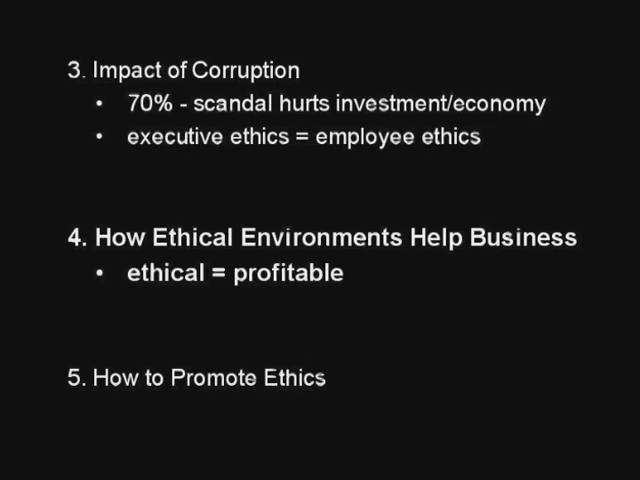 3. Impact of Corruption
• 70% - scandal hurts investment/economy
• executive ethics = employee ethics
4. How Ethical Environments Help Business
• ethical = profitable
5. How to Promote Ethics